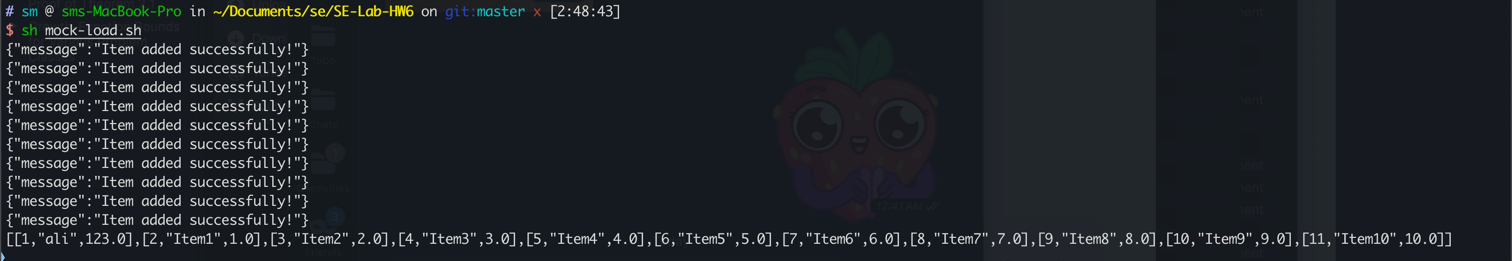 # sm @ sms-MacBook-Pro in ~/Documents/se/SE-Lab-HW6 on git:master x [2:48:43]
$ sh mock-load.sh
{"message":"Item added successfully!"}
{"message":"Item added successfully!"}
{"message":"Item added successfully!"}
{"message":"Item added successfully!"}
{"message":"Item added successfully!"}
{"message":"Item added successfully!"}
{"message":"Item added successfully!"}
{"message":"Item added successfully!"}
{"message":"Item added successfully!"}
{"message":"Item added successfully!"}
[[1,"ali",123.0],[2,"Item1",1.0],[3,"Item2",2.0],[4,"Item3",3.0],[5,"Item4",4.0],[6,"Item5",5.0],[7,"Item6",6.0],[8,"Item7",7.0],[9,"Item8",8.0],[10,"Item9",9.0],[11,"Item10",10.0]]